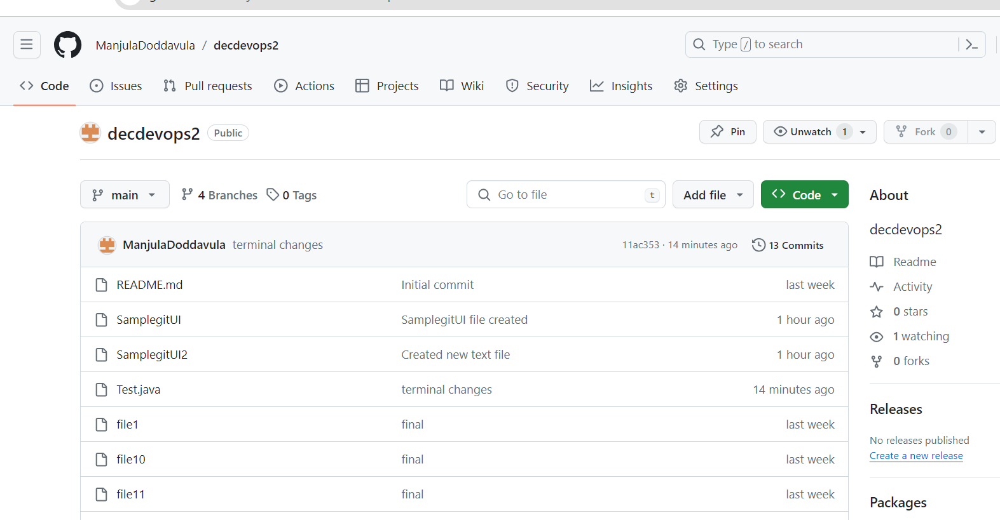 ManjulaDoddavula / decdevops2
Type / to search
Code Issues Pull requests Actions Projects Wiki Security Insights Settings
decdevops2 Public
Pin Unwatch 1 Fork 0
main 4 Branches 0 Tags
Go to file t Add file Code
About
ManjulaDoddavula terminal changes 11ac353 · 14 minutes ago 13 Commits
README.md Initial commit last week
SamplegitUI SamplegitUI file created 1 hour ago
SamplegitUI2 Created new text file 1 hour ago
Test.java terminal changes 14 minutes ago
file1 final last week
file10 final last week
file11 final last week
decdevops2
Readme
Activity
0 stars
1 watching
0 forks
Releases
No releases published
Create a new release
Packages